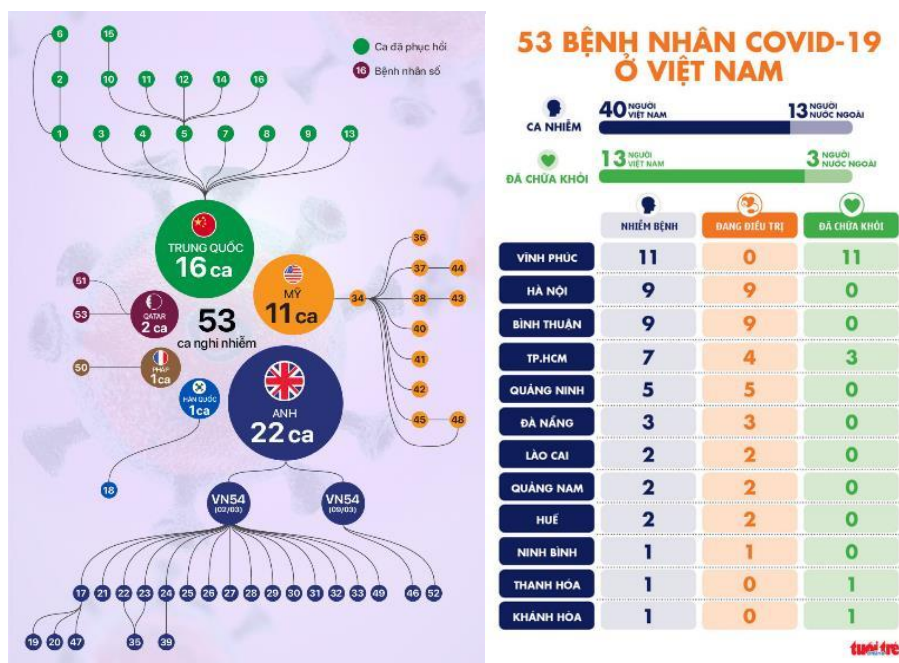 6
15
Ca đã phục hồi
16 Bệnh nhân số
2
10
11
12
14
16
1
3
4
5
7
8
9
13
TRUNG QUỐC
16 ca
MỸ
11 ca
36
37
44
34
38
43
40
41
42
45
48
51
53
QATAR
2 ca
53
ca nghi nhiễm
50
PHÁP
1 ca
HÀN QUỐC
1 ca
18
ANH
22 ca
VN54
(02/03)
VN54
(09/03)
17
21
22
23
24
25
26
27
28
29
30
31
32
33
49
46
52
19
20
47
35
39
53 BỆNH NHÂN COVID-19
Ở VIỆT NAM
CA NHIỄM
40 NGƯỜI VIỆT NAM
13 NGƯỜI NƯỚC NGOÀI
ĐÃ CHỮA KHỎI
13 NGƯỜI VIỆT NAM
3 NGƯỜI NƯỚC NGOÀI
NHIỄM BỆNH ĐANG ĐIỀU TRỊ ĐÃ CHỮA KHỎI
VĨNH PHÚC 11 0 11
HÀ NỘI 9 9 0
BÌNH THUẬN 9 9 0
TP.HCM 7 4 3
QUẢNG NINH 5 5 0
ĐÀ NẴNG 3 3 0
LÀO CAI 2 2 0
QUẢNG NAM 2 2 0
HUẾ 2 2 0
NINH BÌNH 1 1 0
THANH HÓA 1 0 1
KHÁNH HÒA 1 0 1
tuổi trẻ